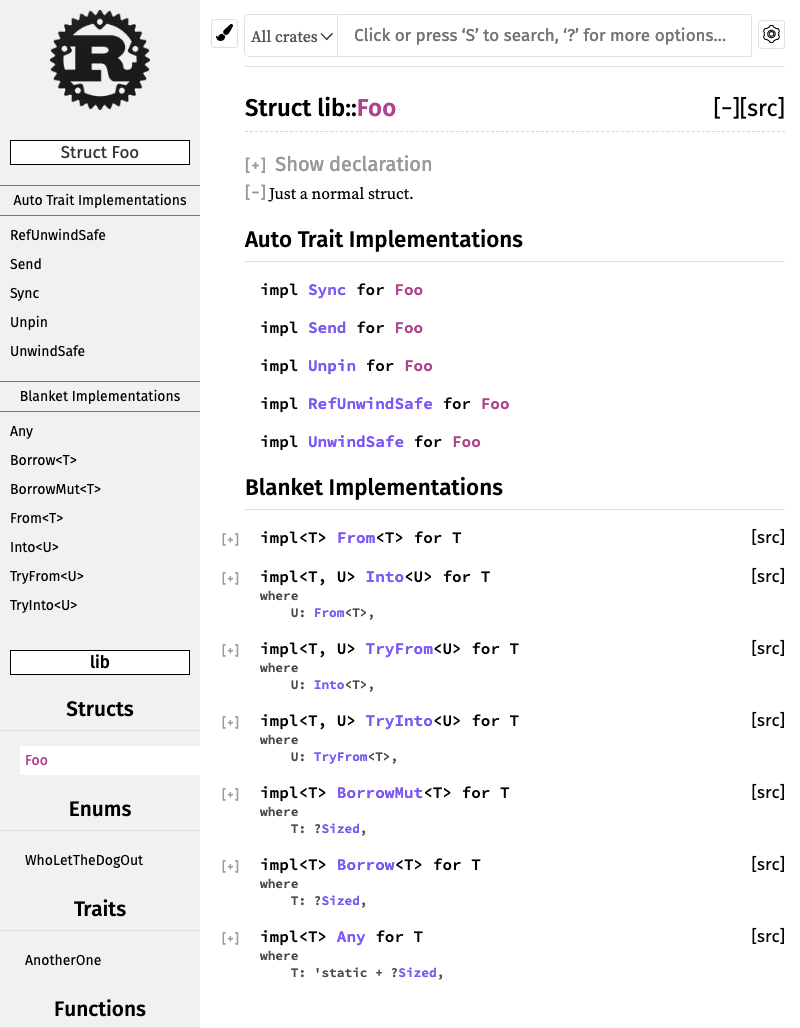 R
Struct Foo
Auto Trait Implementations
RefUnwindSafe
Send
Sync
Unpin
UnwindSafe
Blanket Implementations
Any
Borrow<T>
BorrowMut<T>
From<T>
Into<U>
TryFrom<U>
TryInto<U>
lib
Structs
Foo
Enums
WhoLetTheDogOut
Traits
AnotherOne
Functions
All crates Click or press ‘S’ to search, ‘?’ for more options...
Struct lib::Foo [−][src]
[+] Show declaration
[−] Just a normal struct.
Auto Trait Implementations
impl Sync for Foo
impl Send for Foo
impl Unpin for Foo
impl RefUnwindSafe for Foo
impl UnwindSafe for Foo
Blanket Implementations
[+] impl<T> From<T> for T [src]
[+] impl<T, U> Into<U> for T [src]
where
U: From<T>,
[+] impl<T, U> TryFrom<U> for T [src]
where
U: Into<T>,
[+] impl<T, U> TryInto<U> for T [src]
where
U: TryFrom<T>,
[+] impl<T> BorrowMut<T> for T [src]
where
T: ?Sized,
[+] impl<T> Borrow<T> for T [src]
where
T: ?Sized,
[+] impl<T> Any for T [src]
where
T: 'static + ?Sized,